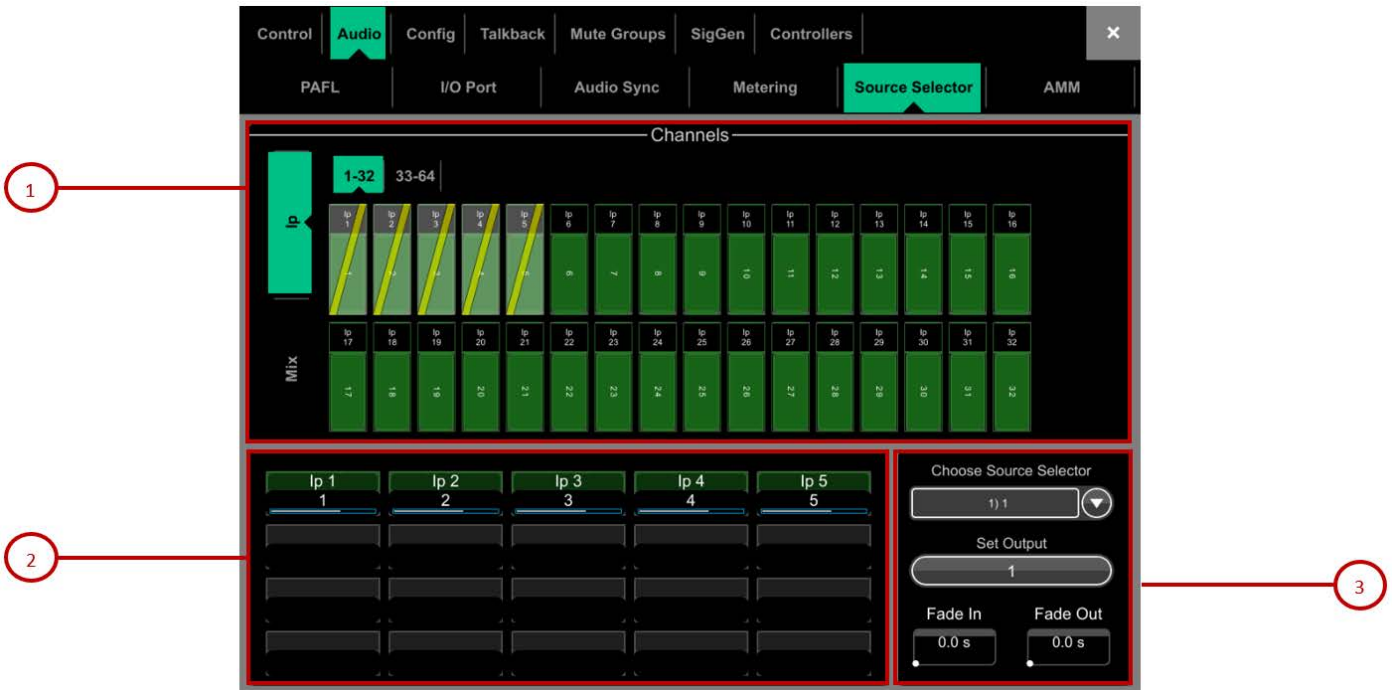 Control Audio Config Talkback Mute Groups SigGen Controllers ×
PAFL I/O Port Audio Sync Metering Source Selector AMM
Channels
1
Ip
1-32 33-64
Ip 1 Ip 2 Ip 3 Ip 4 Ip 5 Ip 6 Ip 7 Ip 8 Ip 9 Ip 10 Ip 11 Ip 12 Ip 13 Ip 14 Ip 15 Ip 16
1 2 3 4 5 6 7 8 9 10 11 12 13 14 15 16
Mix
Ip 17 Ip 18 Ip 19 Ip 20 Ip 21 Ip 22 Ip 23 Ip 24 Ip 25 Ip 26 Ip 27 Ip 28 Ip 29 Ip 30 Ip 31 Ip 32
17 18 19 20 21 22 23 24 25 26 27 28 29 30 31 32
2
Ip 1 Ip 2 Ip 3 Ip 4 Ip 5
1 2 3 4 5
Choose Source Selector
1) 1
Set Output
1
Fade In Fade Out
0.0 s 0.0 s
3